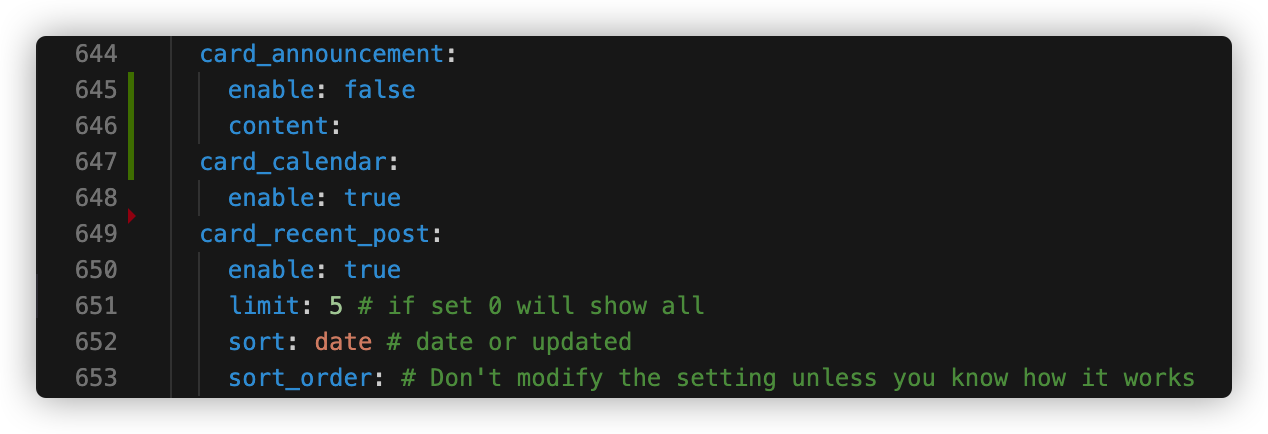 644 card_announcement:
645 enable: false
646 content:
647 card_calendar:
648 enable: true
649 card_recent_post:
650 enable: true
651 limit: 5 # if set 0 will show all
652 sort: date # date or updated
653 sort_order: # Don't modify the setting unless you know how it works